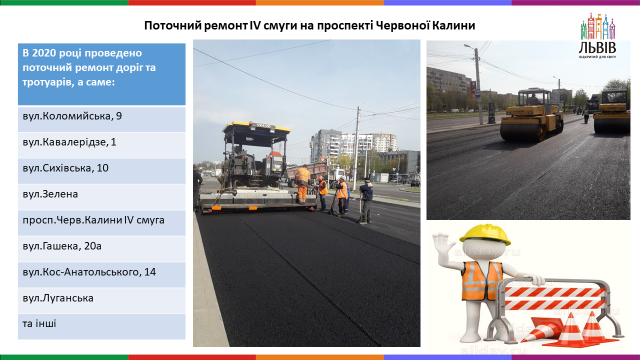 Поточний ремонт IV смуги на проспекті Червоної Калини
ЛЬВІВ
ВІДКРИТИЙ ДЛЯ СВІТУ
В 2020 році проведено
поточний ремонт доріг та
тротуарів, а саме:
вул.Коломийська, 9
вул.Кавалерідзе, 1
вул.Сихівська, 10
вул.Зелена
просп.Черв.Калини IV смуга
вул.Гашека, 20а
вул.Кос-Анатольського, 14
вул.Луганська
та інші